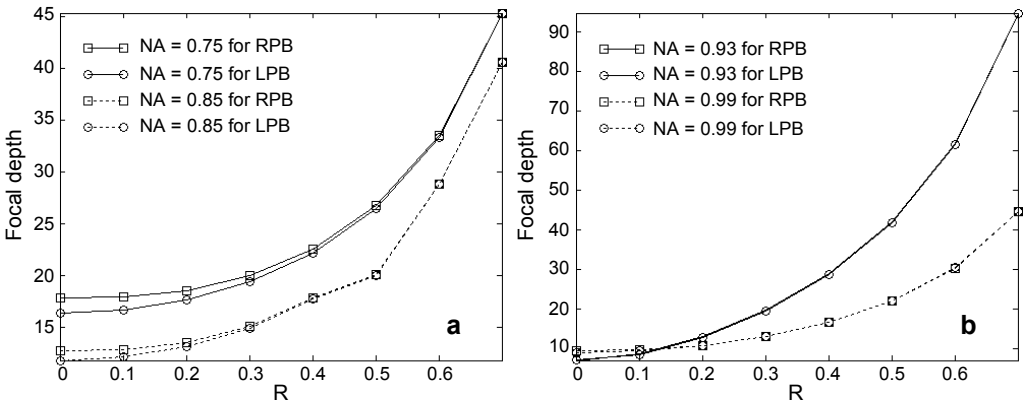 45
40
35
30
25
20
15
Focal depth
NA = 0.75 for RPB
NA = 0.75 for LPB
NA = 0.85 for RPB
NA = 0.85 for LPB
a
0 0.1 0.2 0.3 0.4 0.5 0.6
R
90
80
70
60
50
40
30
20
10
Focal depth
NA = 0.93 for RPB
NA = 0.93 for LPB
NA = 0.99 for RPB
NA = 0.99 for LPB
b
0 0.1 0.2 0.3 0.4 0.5 0.6
R